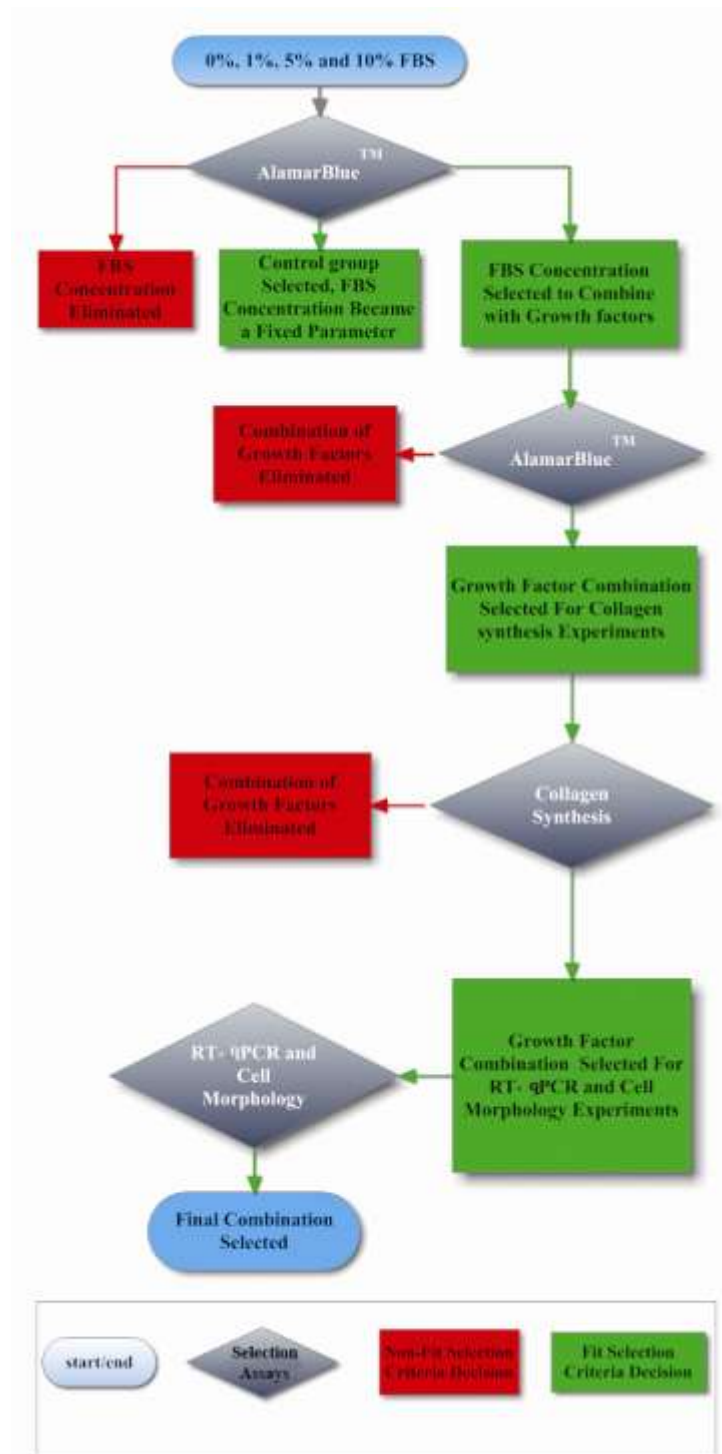 0%, 1%, 5% and 10% FBS
AlamarBlue™
FBS
Concentration
Eliminated
Control group
Selected, FBS
Concentration Became
a Fixed Parameter
FBS Concentration
Selected to Combine
with Growth factors
Combination of
Growth Factors
Eliminated
AlamarBlue™
Growth Factor Combination
Selected For Collagen
synthesis Experiments
Combination of
Growth Factors
Eliminated
Collagen
Synthesis
RT- qPCR and
Cell
Morphology
Growth Factor
Combination Selected For
RT- qPCR and Cell
Morphology Experiments
Final Combination
Selected
start/end
Selection
Assays
Non-Fit Selection
Criteria Decision
Fit Selection
Criteria Decision